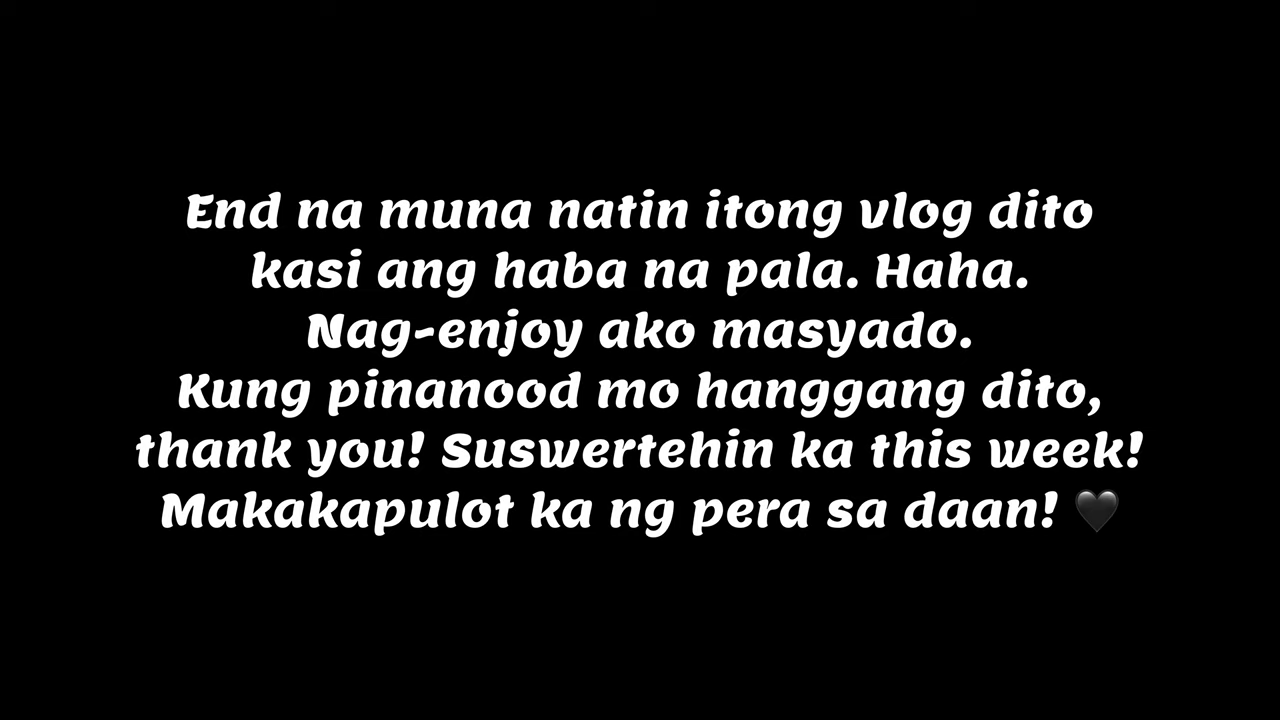 End na muna natin itong vlog dito
kasi ang haba na pala. Haha.
Nag-enjoy ako masyado.
Kung pinanood mo hanggang dito,
thank you! Suswertehin ka this week!
Makakapulot ka ng pera sa daan! 🖤